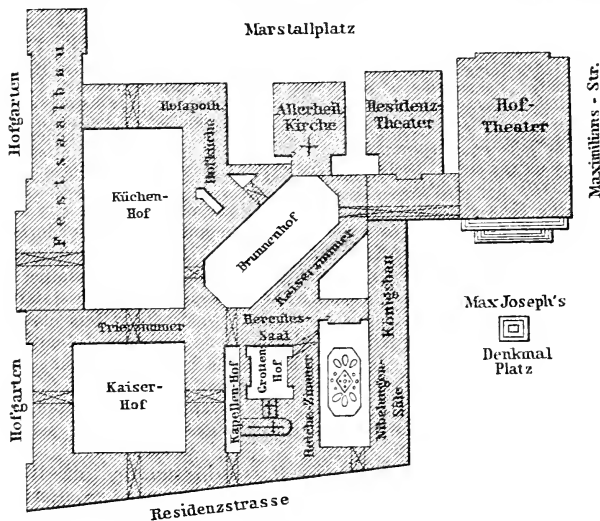 Marstallplatz
Hofgarten
Festsaalbau
Hofapoth.
Hofkirche
Allerheil.
Kirche
Residenz-
Theater
Hof-
Theater
Maximilians - Str.
Küchen-
Hof
Brunnenhof
Kaiserzimmer
Trierzimmer
Hercules-
Saal
Königsbau
Max Joseph's
Denkmal
Platz
Hofgarten
Kaiser-
Hof
Kapellen-Hof
Grotten
Hof
Reiche-Zimmer
Nibelungen-
Säle
Residenzstrasse